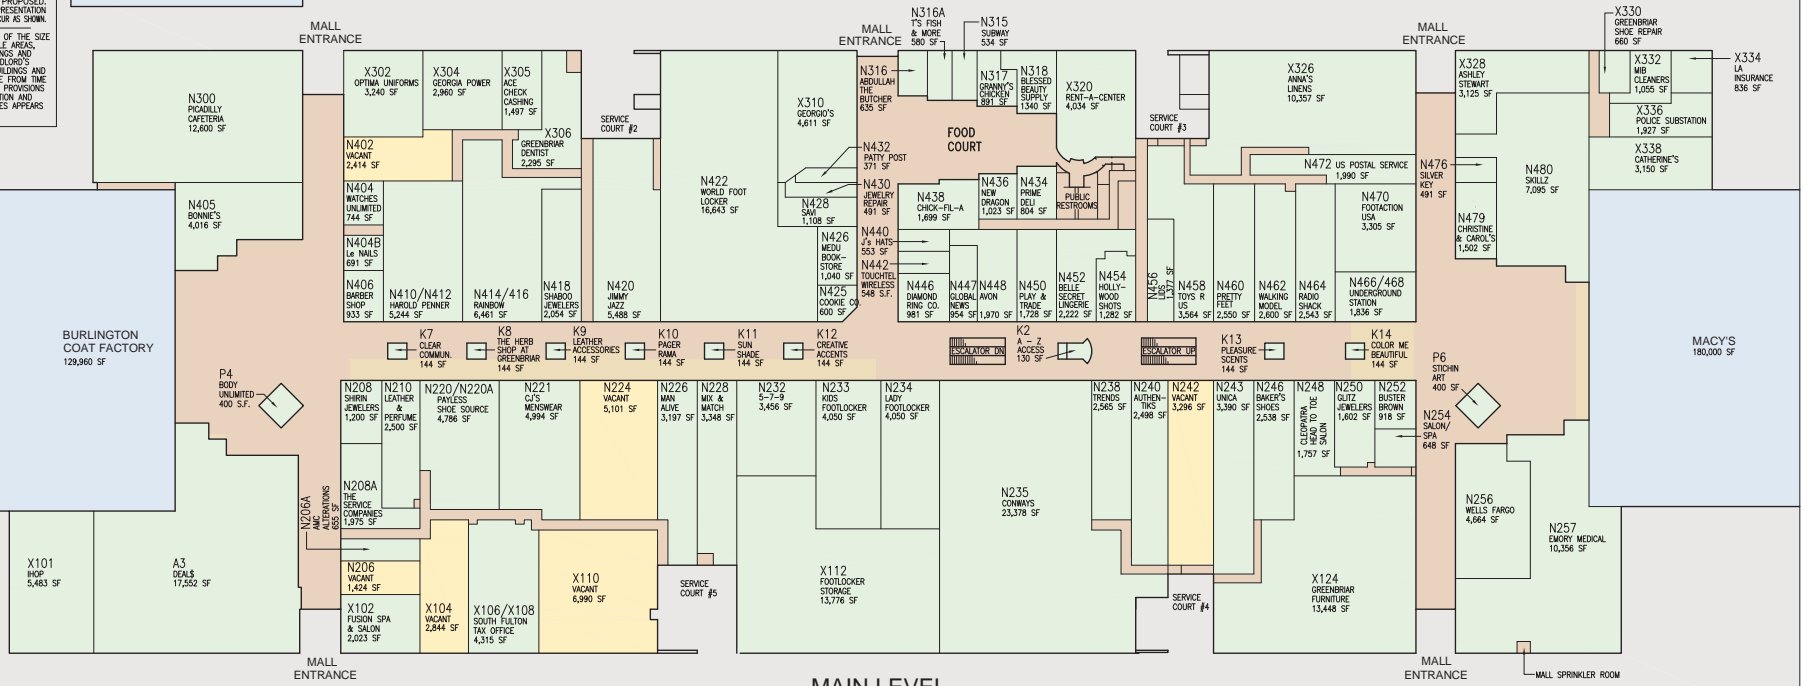 PROPOSED.
PRESENTATION
CUR AS SHOWN.
OF THE SIZE
LE AREAS,
NGS AND
DLORD'S
UILDINGS AND
E FROM TIME
PROVISIONS
TION AND
ES APPEARS
MALL
ENTRANCE
MALL
ENTRANCE
MALL
ENTRANCE
N300
PICADILLY
CAFETERIA
12,600 SF
X302
OPTIMA UNIFORMS
3,240 SF
X304
GEORGIA POWER
2,960 SF
X305
ACE
CHECK
CASHING
1,497 SF
X306
GREENBRIAR
DENTIST
2,295 SF
SERVICE
COURT #2
X310
GEORGIO'S
4,611 SF
N316
ABDULLAH
THE
BUTCHER
635 SF
N316A
T'S FISH
& MORE
580 SF
N315
SUBWAY
534 SF
N317
GRANNY'S
CHICKEN
891 SF
N318
BLESSED
BEAUTY
SUPPLY
1340 SF
X320
RENT-A-CENTER
4,034 SF
SERVICE
COURT #3
X326
ANNA'S
LINENS
10,357 SF
X328
ASHLEY
STEWART
3,125 SF
X330
GREENBRIAR
SHOE REPAIR
660 SF
X332
MIB
CLEANERS
1,055 SF
X334
LA
INSURANCE
836 SF
X336
POLICE SUBSTATION
1,927 SF
X338
CATHERINE'S
3,150 SF
N402
VACANT
2,414 SF
N404
WATCHES
UNLIMITED
744 SF
N404B
Le NAILS
691 SF
N405
BONNIE'S
4,016 SF
N406
BARBER
SHOP
933 SF
N410/N412
HAROLD PENNER
5,244 SF
N414/416
RAINBOW
6,461 SF
N418
SHABOO
JEWELERS
2,054 SF
N420
JIMMY
JAZZ
5,488 SF
N422
WORLD FOOT
LOCKER
16,643 SF
N432
PATTY POST
371 SF
N430
JEWELRY
REPAIR
491 SF
N428
SAVI
1,108 SF
N426
MEDU
BOOK-
STORE
1,040 SF
N425
COOKIE CO.
600 SF
FOOD
COURT
N438
CHICK-FIL-A
1,699 SF
N436
NEW
DRAGON
1,023 SF
N434
PRIME
DELI
804 SF
PUBLIC
RESTROOMS
N440
J's HATS
553 SF
N442
TOUCHTEL
WIRELESS
548 S.F.
N446
DIAMOND
RING CO.
981 SF
N447
GLOBAL
NEWS
954 SF
N448
AVON
1,970 SF
N450
PLAY &
TRADE
1,728 SF
N452
BELLE
SECRET
LINGERIE
2,222 SF
N454
HOLLY-
WOOD
SHOTS
1,282 SF
N456
LIDS
1,377 SF
N458
TOYS R
US
3,564 SF
N460
PRETTY
FEET
2,550 SF
N462
WALKING
MODEL
2,600 SF
N464
RADIO
SHACK
2,543 SF
N466/468
UNDERGROUND
STATION
1,836 SF
N470
FOOTACTION
USA
3,305 SF
N472 US POSTAL SERVICE
1,990 SF
N476
SILVER
KEY
491 SF
N480
SKILLZ
7,095 SF
N479
CHRISTINE
& CAROL'S
1,502 SF
BURLINGTON
COAT FACTORY
129,960 SF
MACY'S
180,000 SF
K7
CLEAR
COMMUN.
144 SF
K8
THE HERB
SHOP AT
GREENBRIAR
144 SF
K9
LEATHER
ACCESSORIES
144 SF
K10
PAGER
RAMA
144 SF
K11
SUN
SHADE
144 SF
K12
CREATIVE
ACCENTS
144 SF
ESCALATOR DN
K2
A - Z
ACCESS
130 SF
ESCALATOR UP
K13
PLEASURE
SCENTS
144 SF
K14
COLOR ME
BEAUTIFUL
144 SF
P4
BODY
UNLIMITED
400 S.F.
P6
STICHIN
ART
400 SF
N208
SHIRIN
JEWELERS
1,200 SF
N210
LEATHER
&
PERFUME
2,500 SF
N220/N220A
PAYLESS
SHOE SOURCE
4,786 SF
N221
CJ'S
MENSWEAR
4,994 SF
N224
VACANT
5,101 SF
N226
MAN
ALIVE
3,197 SF
N228
MIX &
MATCH
3,348 SF
N232
5-7-9
3,456 SF
N233
KIDS
FOOTLOCKER
4,050 SF
N234
LADY
FOOTLOCKER
4,050 SF
N235
CONWAYS
23,378 SF
N238
TRENDS
2,565 SF
N240
AUTHEN-
TIKS
2,498 SF
N242
VACANT
3,296 SF
N243
UNICA
3,390 SF
N246
BAKER'S
SHOES
2,538 SF
N248
CLEOPATRA
HEAD TO TOE
SALON
1,757 SF
N250
GLITZ
JEWELERS
1,602 SF
N252
BUSTER
BROWN
918 SF
N254
SALON/
SPA
648 SF
N206A
AMC
ALTERATIONS
655 SF
N208A
THE
SERVICE
COMPANIES
1,975 SF
N206
VACANT
1,424 SF
X101
IHOP
5,483 SF
A3
DEAL$
17,552 SF
X102
FUSION SPA
& SALON
2,023 SF
X104
VACANT
2,844 SF
X106/X108
SOUTH FULTON
TAX OFFICE
4,315 SF
X110
VACANT
6,990 SF
SERVICE
COURT #5
X112
FOOTLOCKER
STORAGE
13,776 SF
SERVICE
COURT #4
X124
GREENBRIAR
FURNITURE
13,448 SF
N256
WELLS FARGO
4,664 SF
N257
EMORY MEDICAL
10,356 SF
MALL
ENTRANCE
MALL
ENTRANCE
MALL SPRINKLER ROOM
MAIN LEVEL